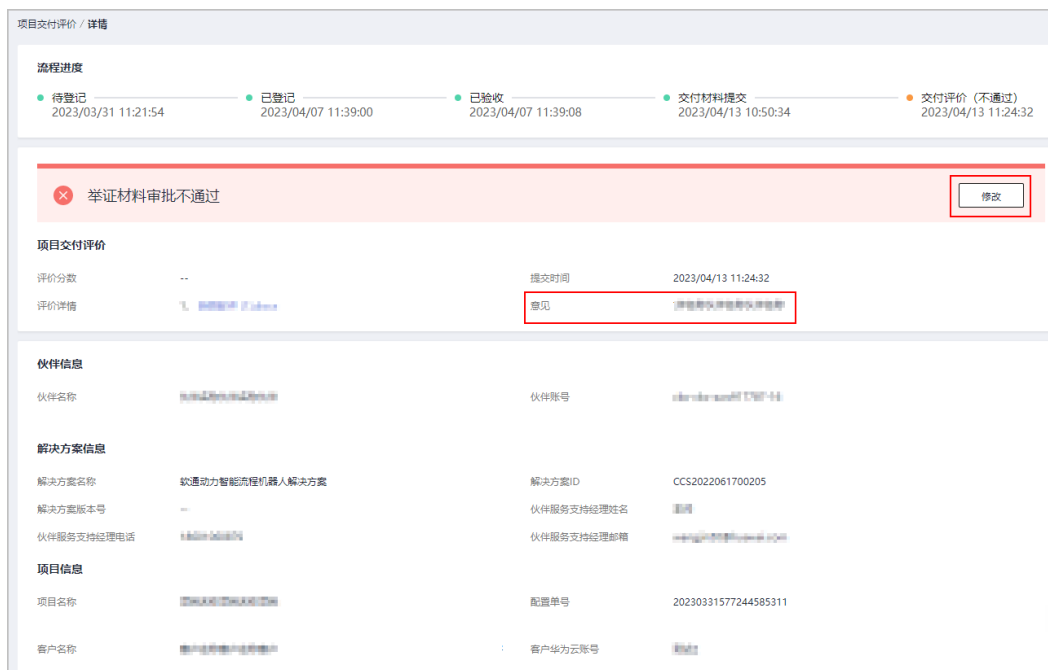 项目交付评价 / 详情
流程进度
待登记 已登记 已验收 交付材料提交 交付评价（不通过）
2023/03/31 11:21:54 2023/04/07 11:39:00 2023/04/07 11:39:08 2023/04/13 10:50:34 2023/04/13 11:24:32
举证材料审批不通过 修改
项目交付评价
评价分数 -- 提交时间 2023/04/13 11:24:32
评价详情 1、 意见
伙伴信息
伙伴名称 伙伴账号
解决方案信息
解决方案名称 软通动力智能流程机器人解决方案 解决方案ID CCS2022061700205
解决方案版本号 伙伴服务支持经理姓名
伙伴服务支持经理电话 伙伴服务支持经理邮箱
项目信息
项目名称 配置单号 20230331577244585311
客户名称 客户华为云账号